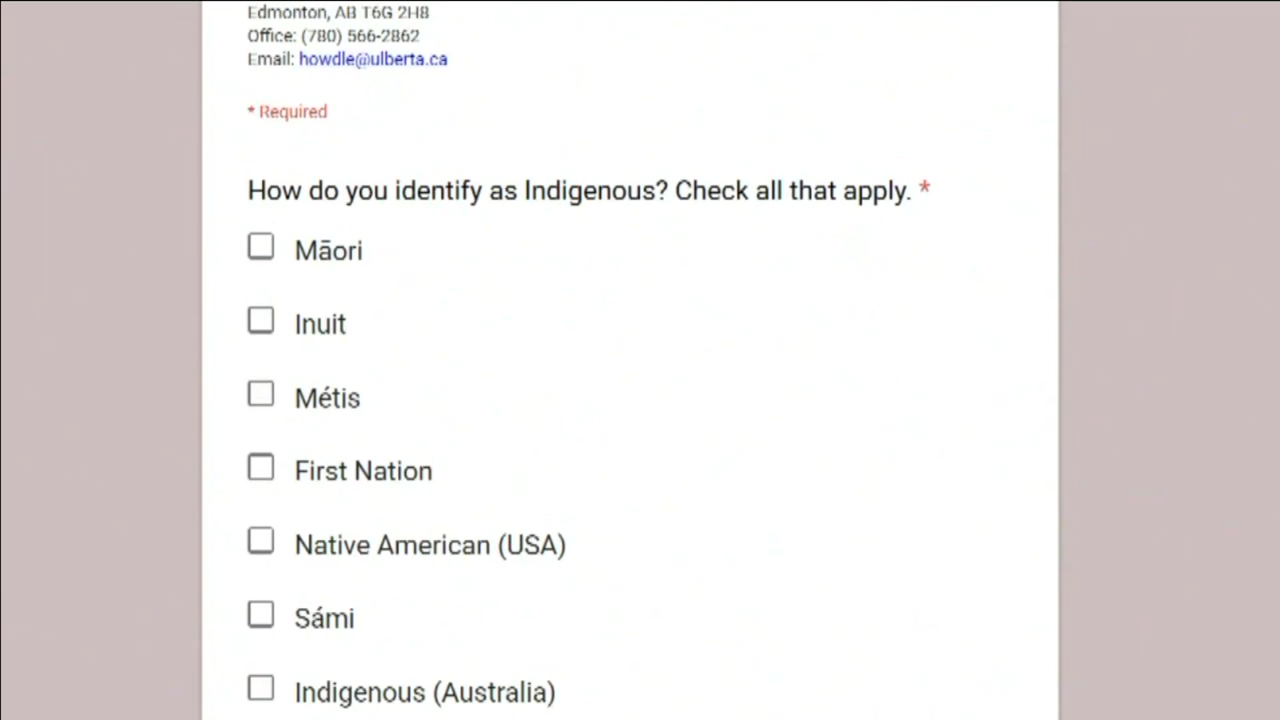 Edmonton, AB T6G 2H8
Office: (780) 566-2862
Email: howdle@ulberta.ca
* Required
How do you identify as Indigenous? Check all that apply. *
Māori
Inuit
Métis
First Nation
Native American (USA)
Sámi
Indigenous (Australia)